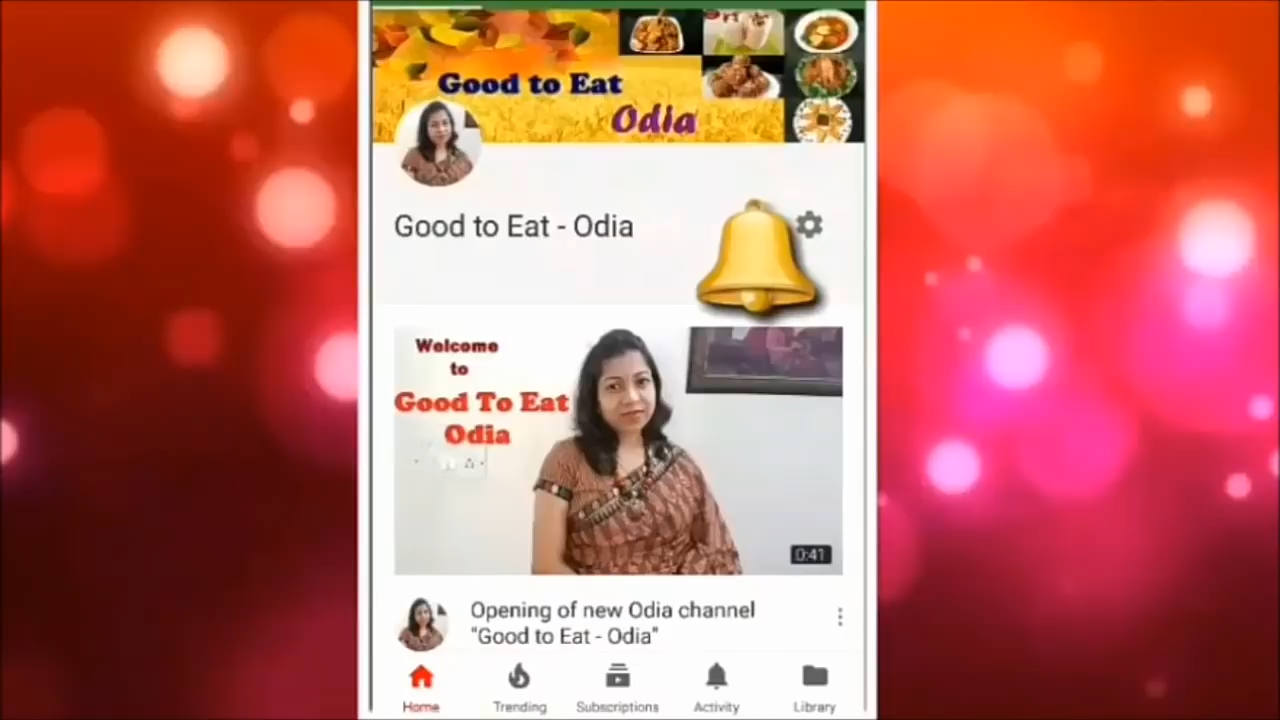 Good to Eat
Odia
Good to Eat - Odia
Welcome
to
Good To Eat
Odia
0:41
Opening of new Odia channel
"Good to Eat - Odia"
Home
Trending
Subscriptions
Activity
Library